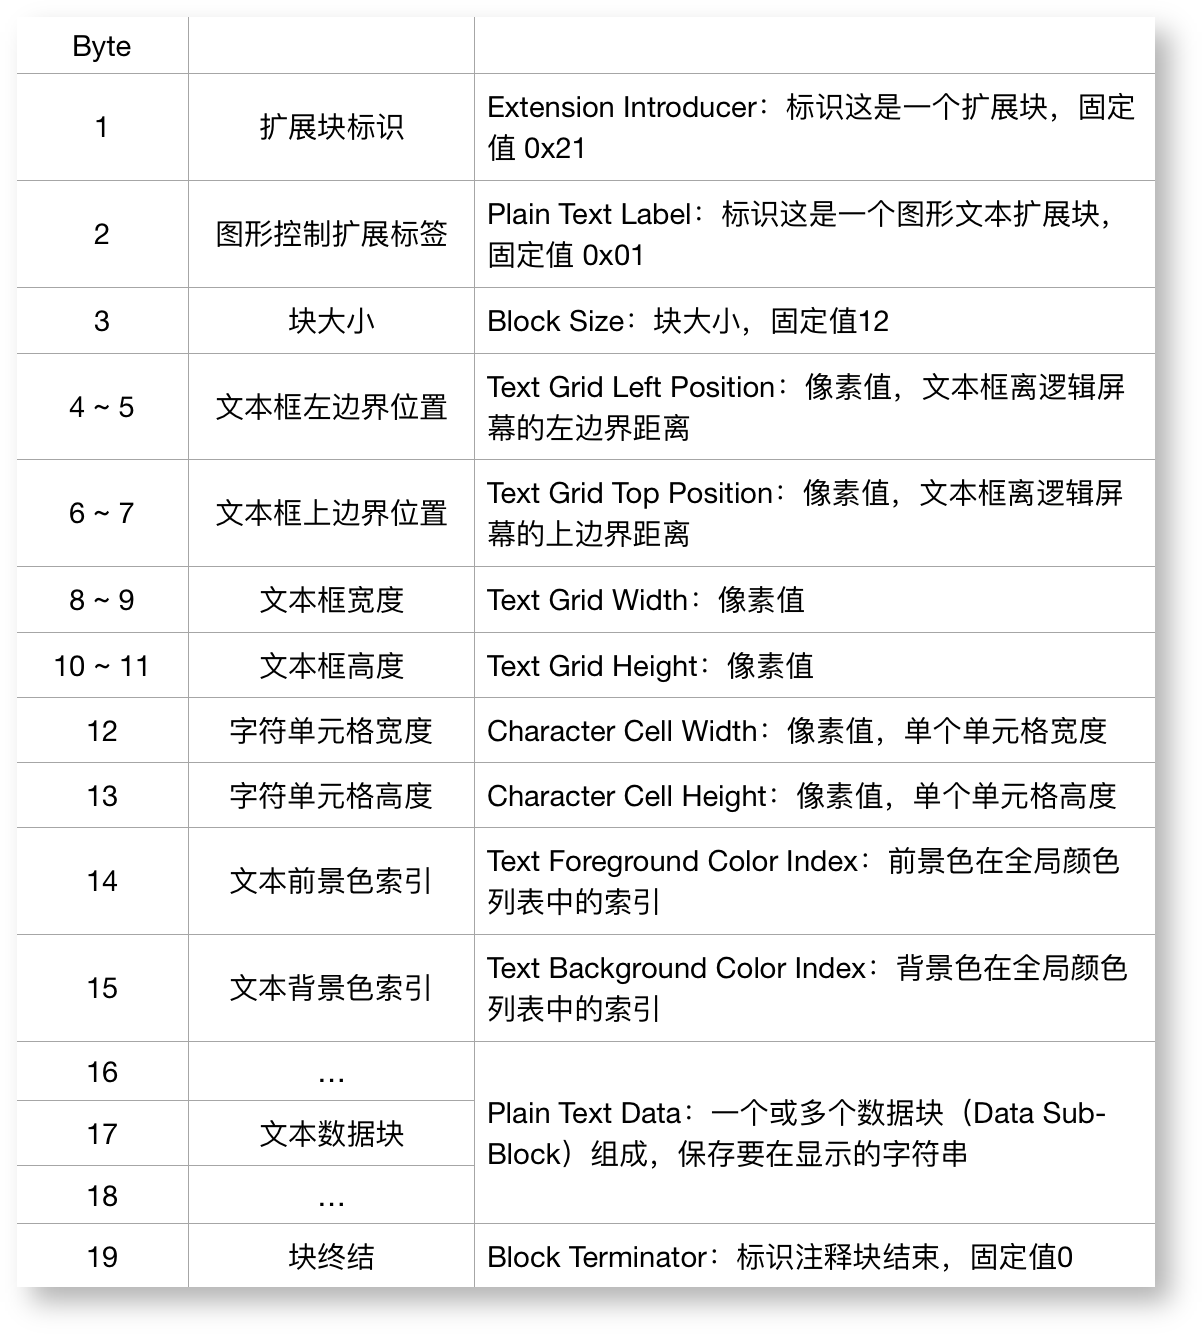 Byte
1
扩展块标识
Extension Introducer：标识这是一个扩展块，固定
值 0x21
2
图形控制扩展标签
Plain Text Label：标识这是一个图形文本扩展块，
固定值 0x01
3
块大小
Block Size：块大小，固定值12
4 ~ 5
文本框左边界位置
Text Grid Left Position：像素值，文本框离逻辑屏
幕的左边界距离
6 ~ 7
文本框上边界位置
Text Grid Top Position：像素值，文本框离逻辑屏
幕的上边界距离
8 ~ 9
文本框宽度
Text Grid Width：像素值
10 ~ 11
文本框高度
Text Grid Height：像素值
12
字符单元格宽度
Character Cell Width：像素值，单个单元格宽度
13
字符单元格高度
Character Cell Height：像素值，单个单元格高度
14
文本前景色索引
Text Foreground Color Index：前景色在全局颜色
列表中的索引
15
文本背景色索引
Text Background Color Index：背景色在全局颜色
列表中的索引
16
…
17
文本数据块
Plain Text Data：一个或多个数据块（Data Sub-
Block）组成，保存要在显示的字符串
18
…
19
块终结
Block Terminator：标识注释块结束，固定值0